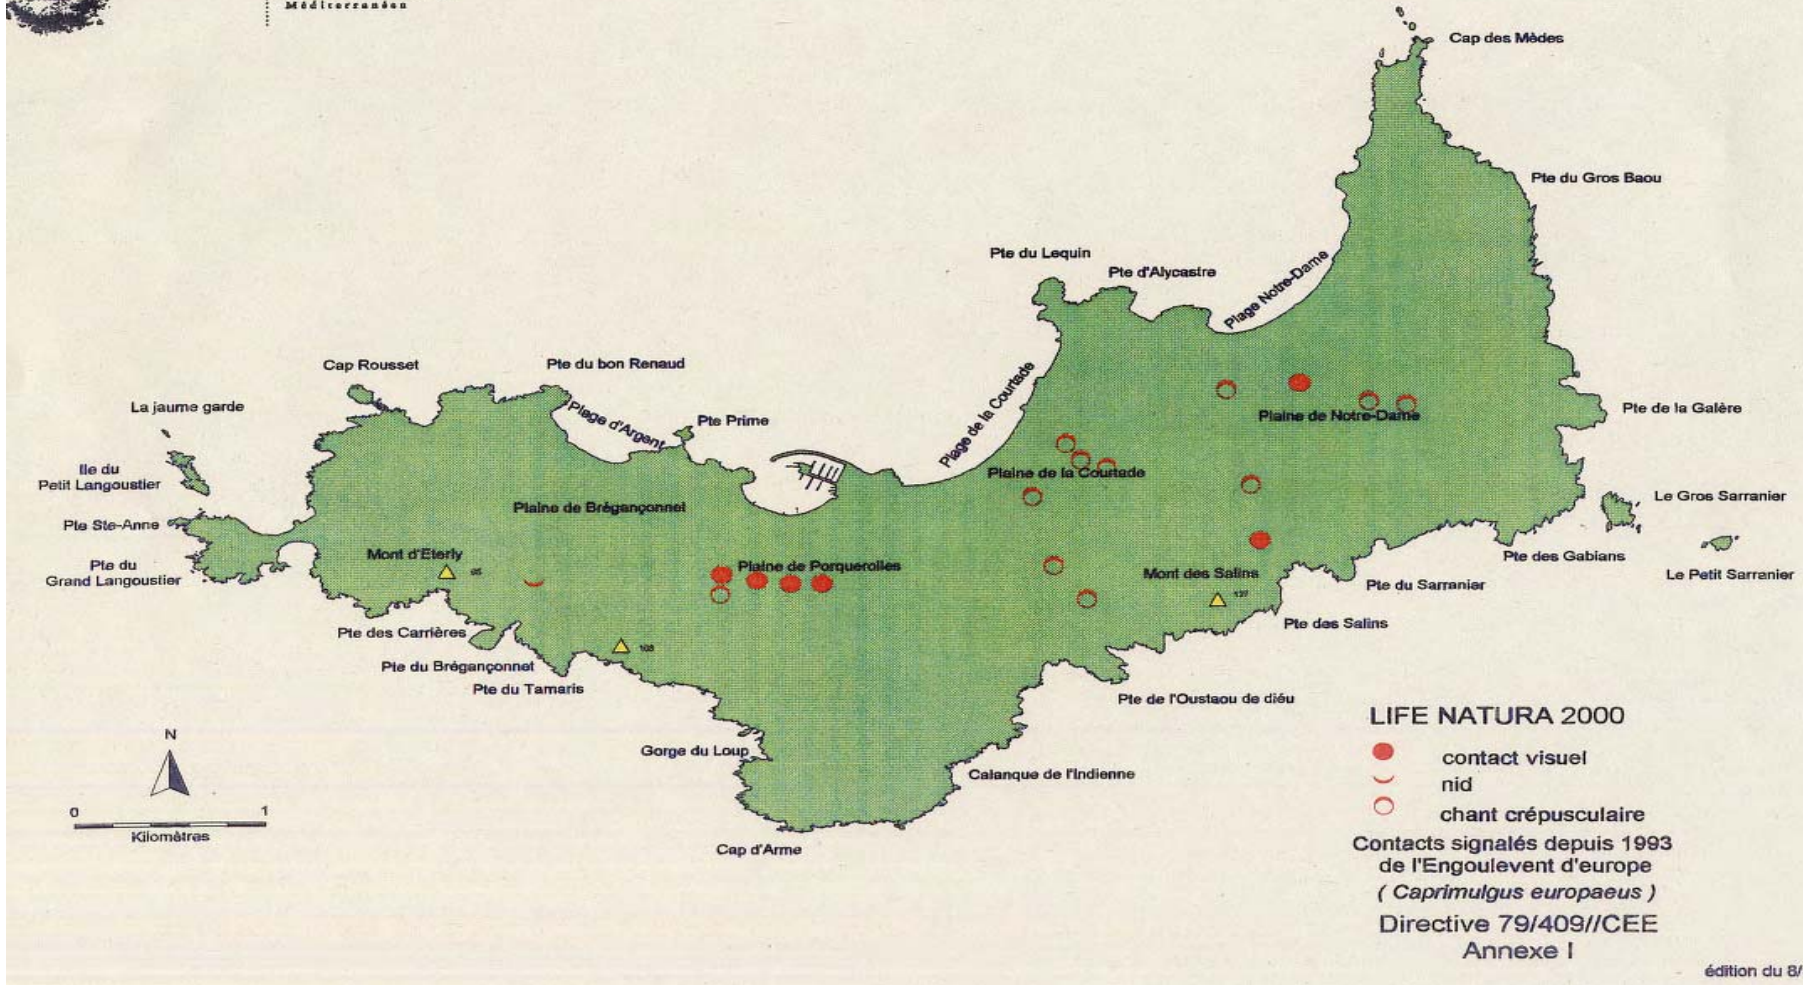 Méditerranéen
Cap des Mèdes
Pte du Gros Baou
Pte du Lequin
Pte d'Alycastre
Plage Notre-Dame
Cap Rousset
Pte du bon Renaud
La jaume garde
Plage d'Argent
Pte Prime
Plage de la Courtade
Plaine de Notre-Dame
Pte de la Galère
Ile du
Petit Langoustier
Plaine de la Courtade
Plaine de Brégançonnel
Le Gros Sarranier
Pte Ste-Anne
Mont d'Eterly
Pte du
Grand Langoustier
Plaine de Porquerolles
Mont des Salins
127
Pte des Gabians
Le Petit Sarranier
Pte du Sarranier
Pte des Salins
Pte des Carrières
Pte du Brégançonnet
Pte du Tamaris
Pte de l'Oustaou de diéu
Gorge du Loup
Calanque de l'Indienne
Cap d'Arme
N
0 1
Kilomètres
LIFE NATURA 2000
contact visuel
nid
chant crépusculaire
Contacts signalés depuis 1993
de l'Engoulevent d'europe
( Caprimulgus europaeus )
Directive 79/409//CEE
Annexe I
édition du 8/